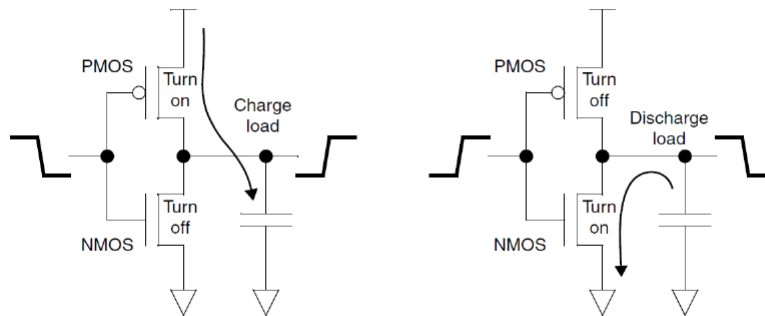 PMOS
Turn
on
Charge
load
Turn
off
NMOS
PMOS
Turn
off
Discharge
load
Turn
on
NMOS